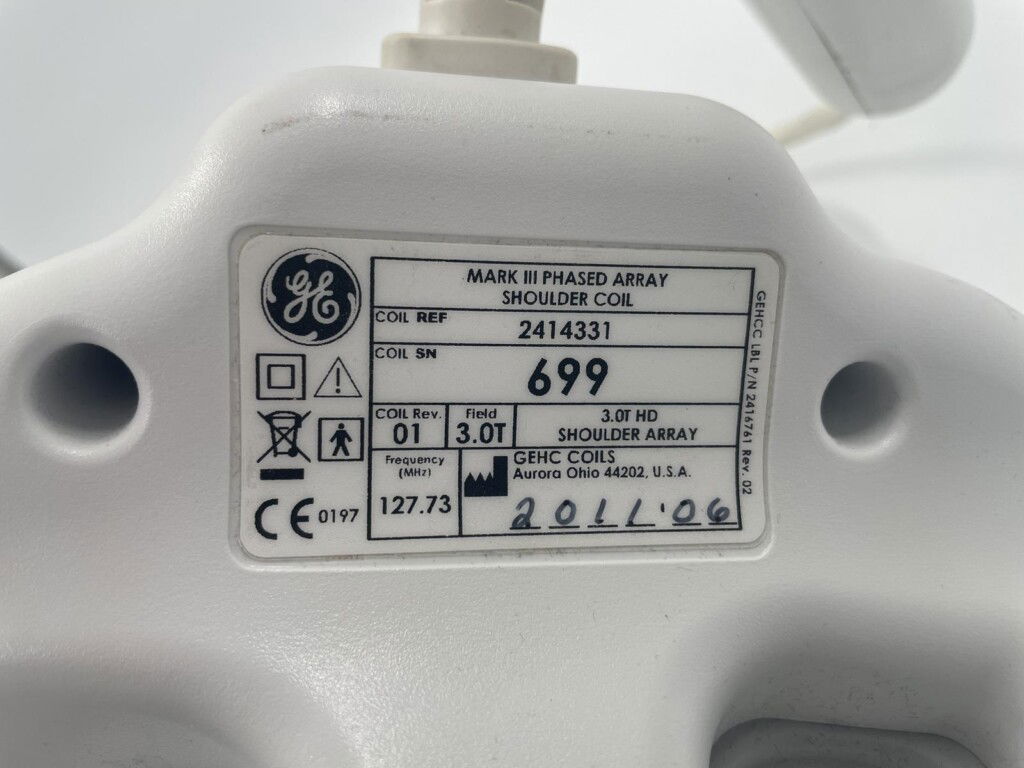 GE
MARK III PHASED ARRAY
SHOULDER COIL
COIL REF
2414331
COIL SN
699
COIL Rev.
01
Field
3.0T
3.0T HD
SHOULDER ARRAY
Frequency
(MHz)
127.73
GEHC COILS
Aurora Ohio 44202, U.S.A.
2011-06
CE 0197
GEHCC LBL P/N 2416761 Rev. 02